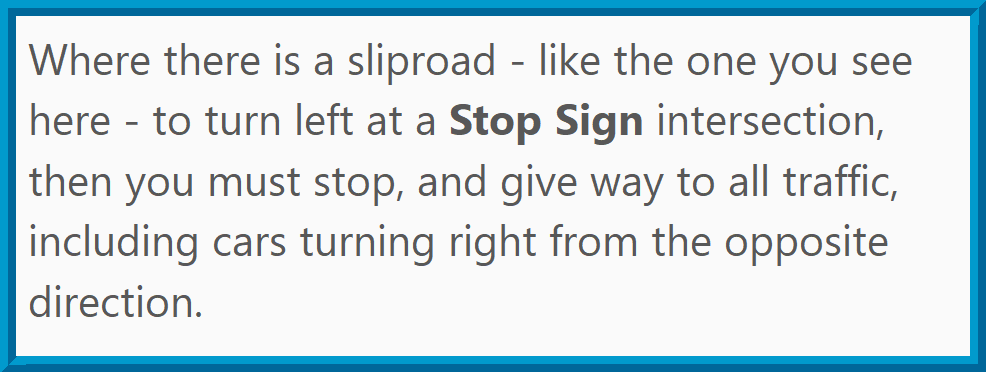 Where there is a sliproad - like the one you see
here - to turn left at a Stop Sign intersection,
then you must stop, and give way to all traffic,
including cars turning right from the opposite
direction.